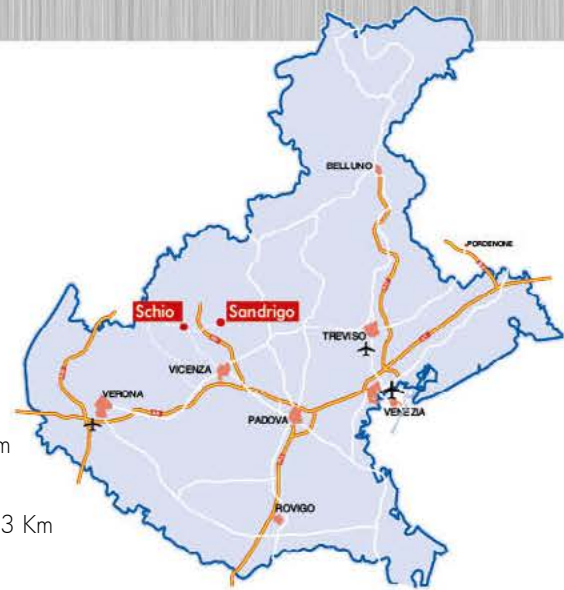 BELLUNO
PORDENONE
Schio
Sandrigo
TREVISO
VICENZA
VERONA
PADOVA
VENEZIA
m
ROVIGO
3 Km